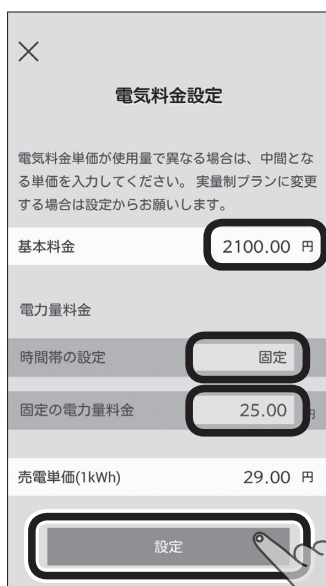 電気料金設定
電気料金単価が使用量で異なる場合は、中間とな
る単価を入力してください。 実量制プランに変更
する場合は設定からお願いします。
基本料金 2100.00 円
電力量料金
時間帯の設定 固定
固定の電力量料金 25.00 円
売電単価(1kWh) 29.00 円
設定